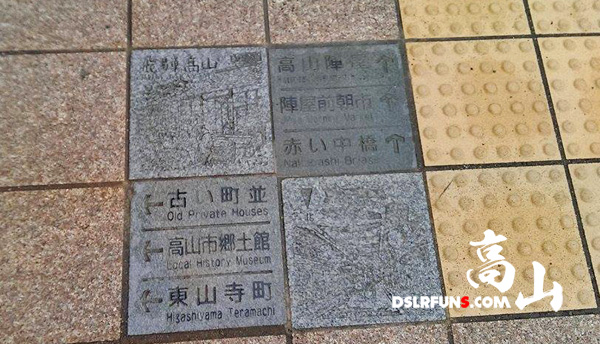 飛騨高山
高山陣屋
陣屋前朝市
赤い中橋
Nakabashi Bridge
古い町並
Old Private Houses
高山市郷土館
Local History Museum
東山寺町
Higashiyama Teramachi
高山
DSLRFUNS.COM